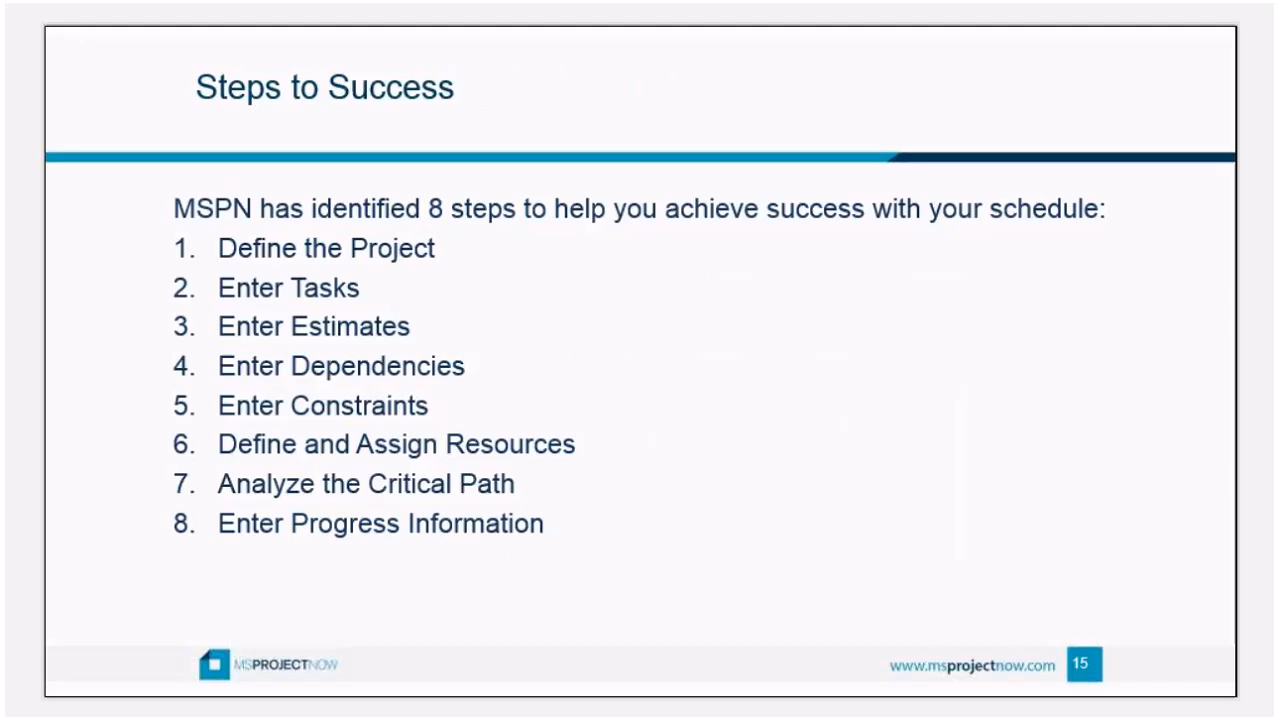 Steps to Success
MSPN has identified 8 steps to help you achieve success with your schedule:
1. Define the Project
2. Enter Tasks
3. Enter Estimates
4. Enter Dependencies
5. Enter Constraints
6. Define and Assign Resources
7. Analyze the Critical Path
8. Enter Progress Information
MSPROJECTNOW
www.msprojectnow.com 15